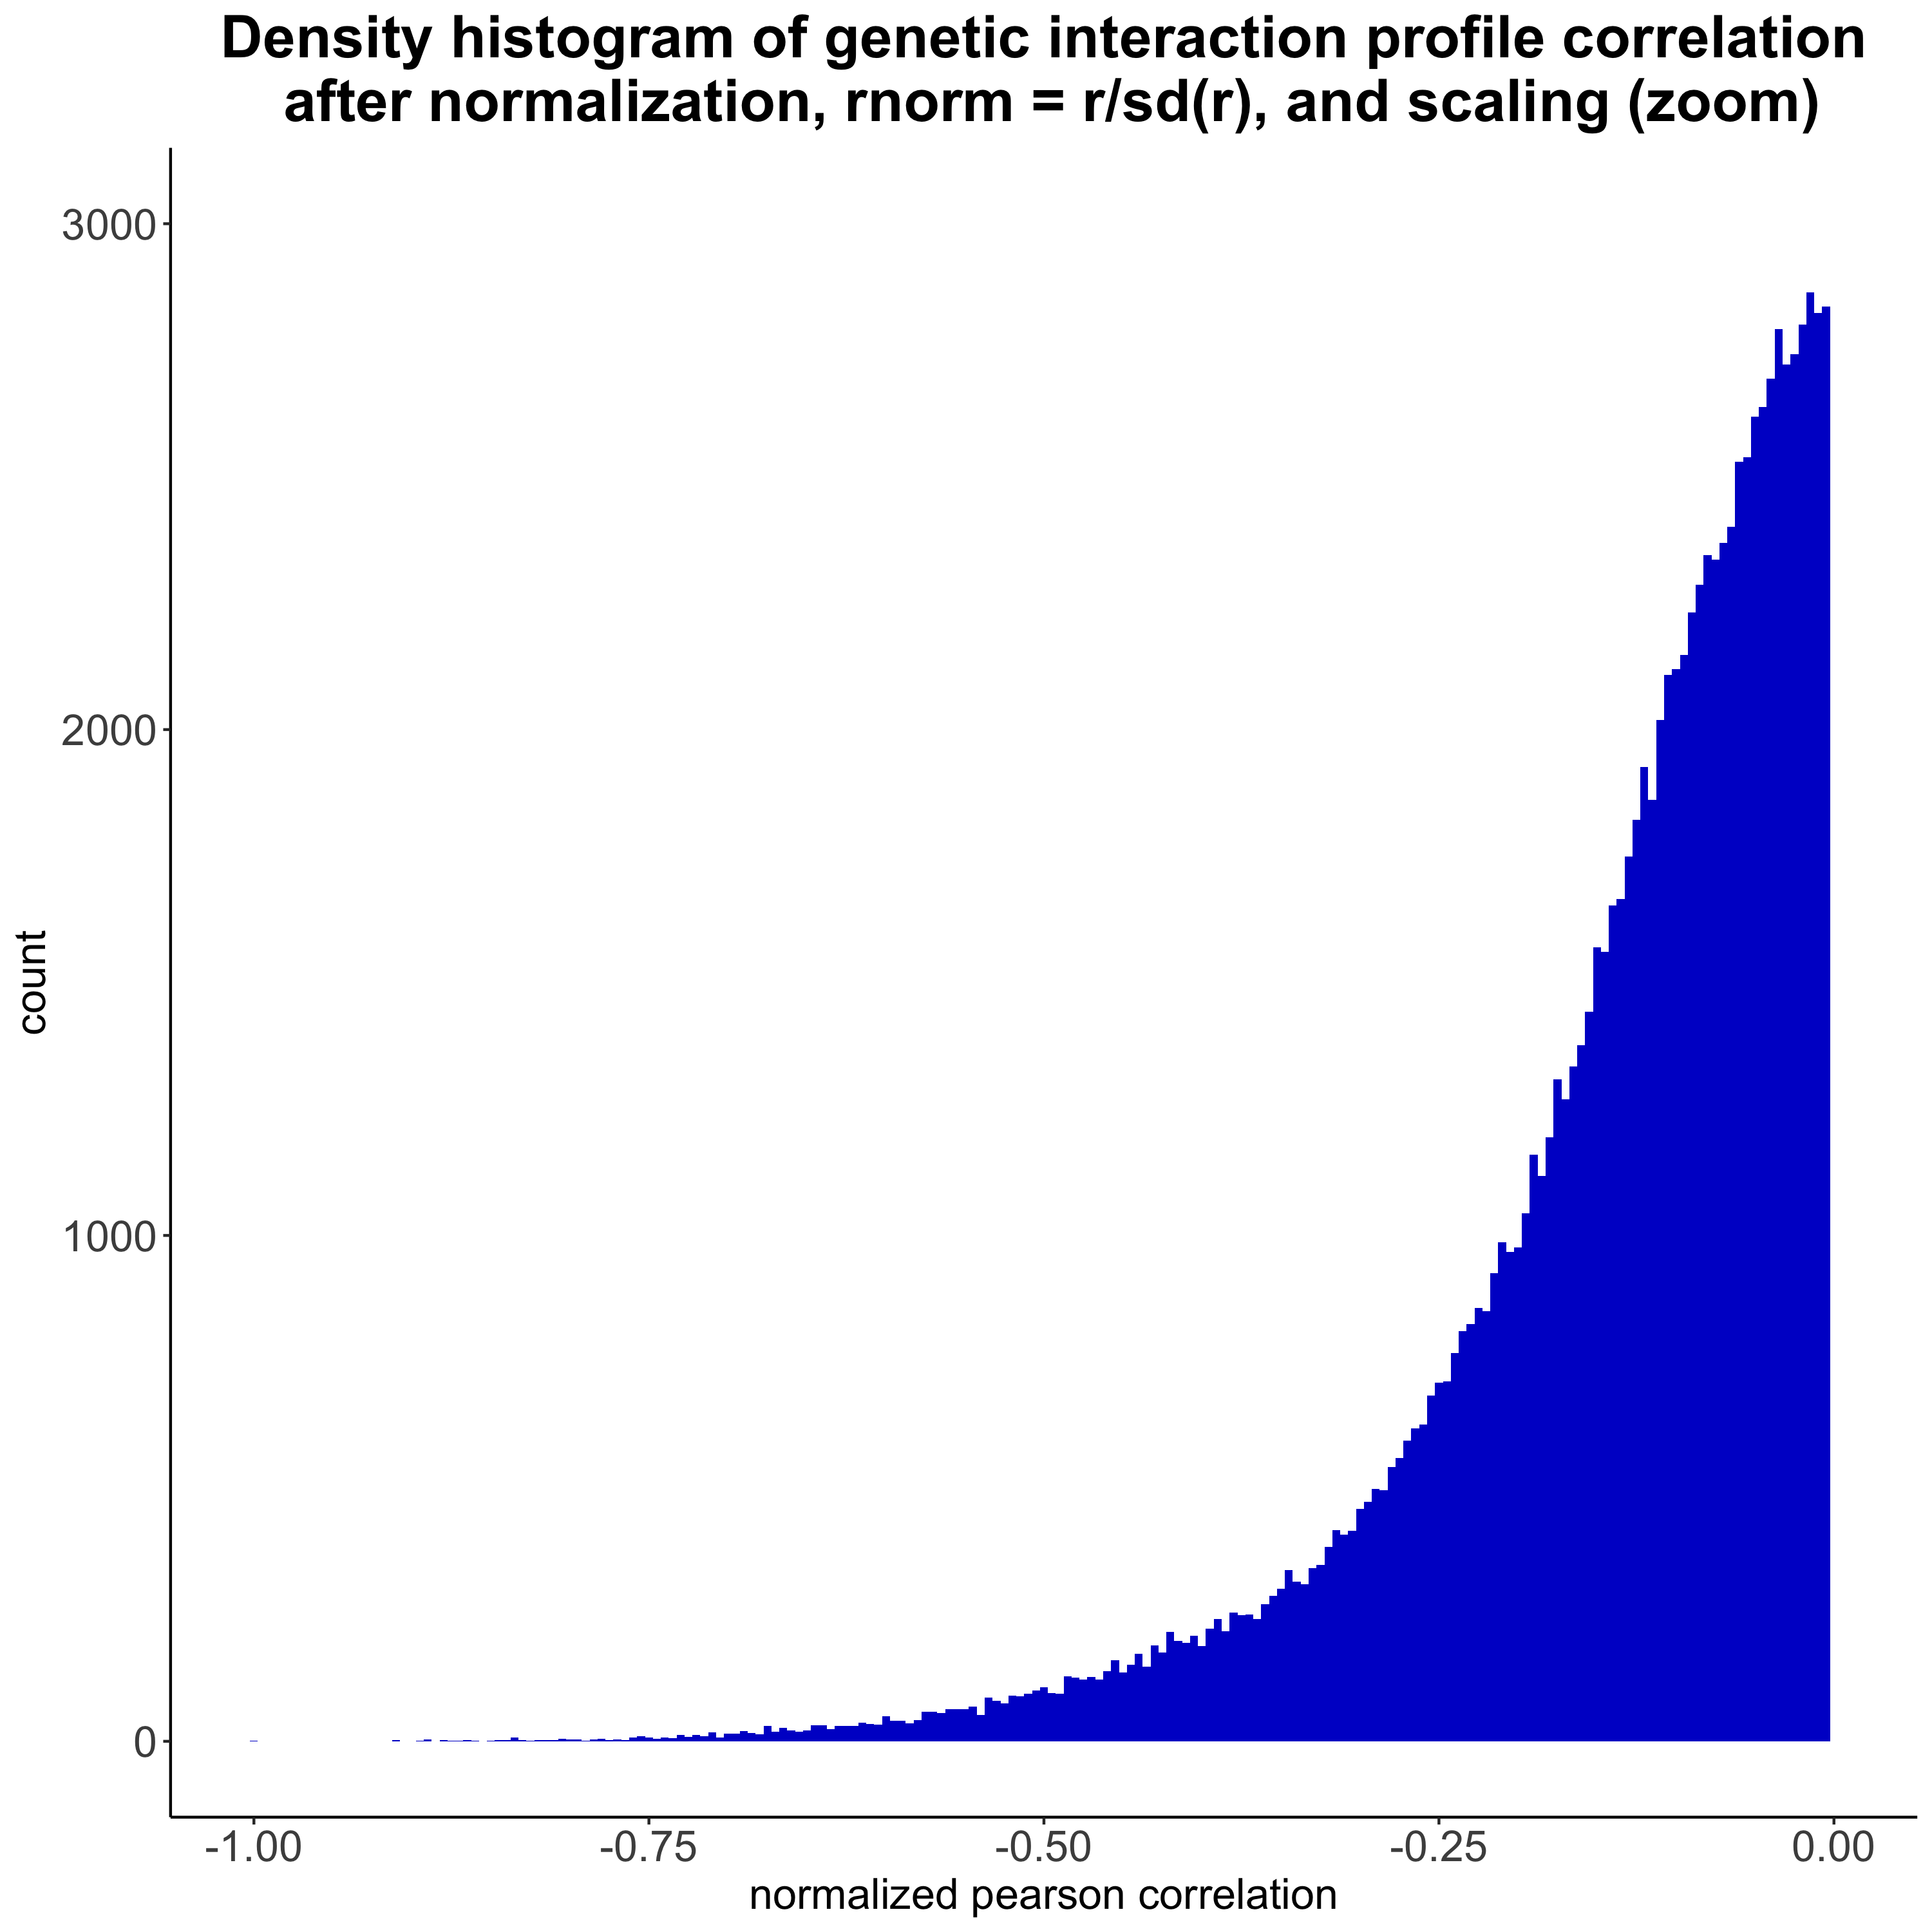 Density histogram of genetic interaction profile correlation
after normalization, rnorm = r/sd(r), and scaling (zoom)
3000
2000
1000
0
count
-1.00
-0.75
-0.50
-0.25
0.00
normalized pearson correlation